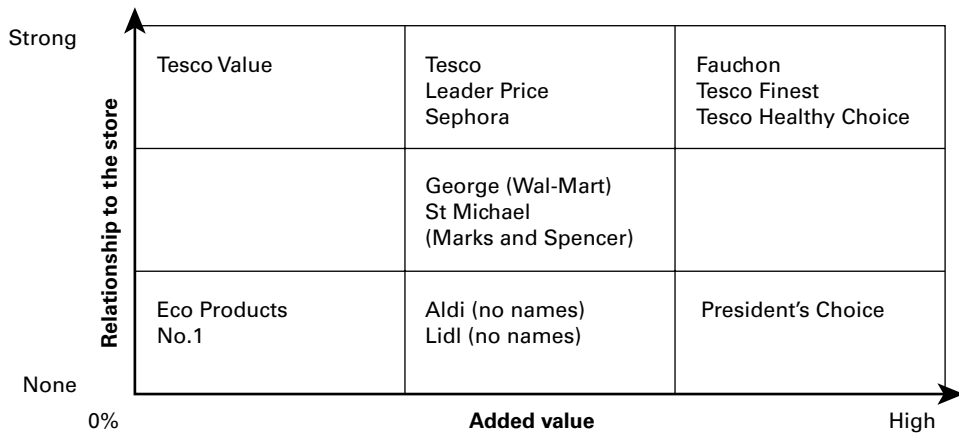 Strong
Relationship to the store
None
Tesco Value
Tesco
Leader Price
Sephora
Fauchon
Tesco Finest
Tesco Healthy Choice
George (Wal-Mart)
St Michael
(Marks and Spencer)
Eco Products
No.1
Aldi (no names)
Lidl (no names)
President’s Choice
0%
Added value
High